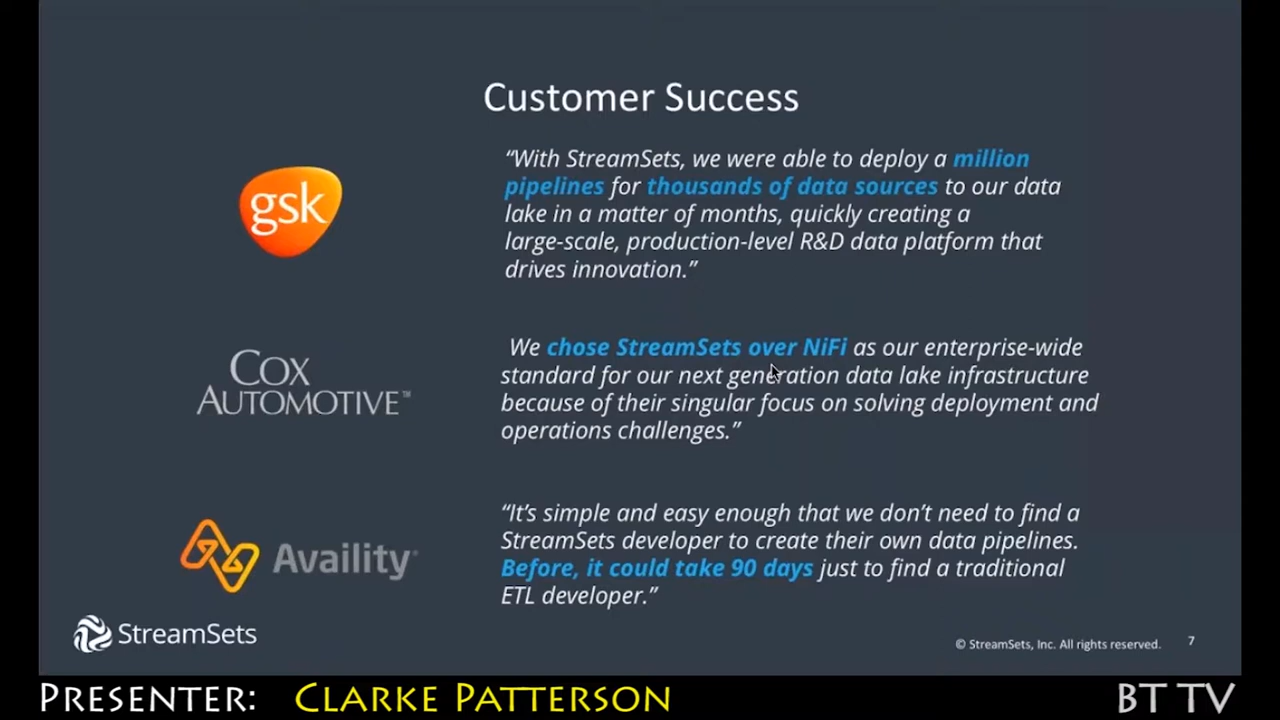 Customer Success
gsk
“With StreamSets, we were able to deploy a million
pipelines for thousands of data sources to our data
lake in a matter of months, quickly creating a
large-scale, production-level R&D data platform that
drives innovation.”
COX
AUTOMOTIVE™
We chose StreamSets over NiFi as our enterprise-wide
standard for our next generation data lake infrastructure
because of their singular focus on solving deployment and
operations challenges.”
Availity®
“It’s simple and easy enough that we don’t need to find a
StreamSets developer to create their own data pipelines.
Before, it could take 90 days just to find a traditional
ETL developer.”
StreamSets
© StreamSets, Inc. All rights reserved. 7
PRESENTER: CLARKE PATTERSON
BT TV